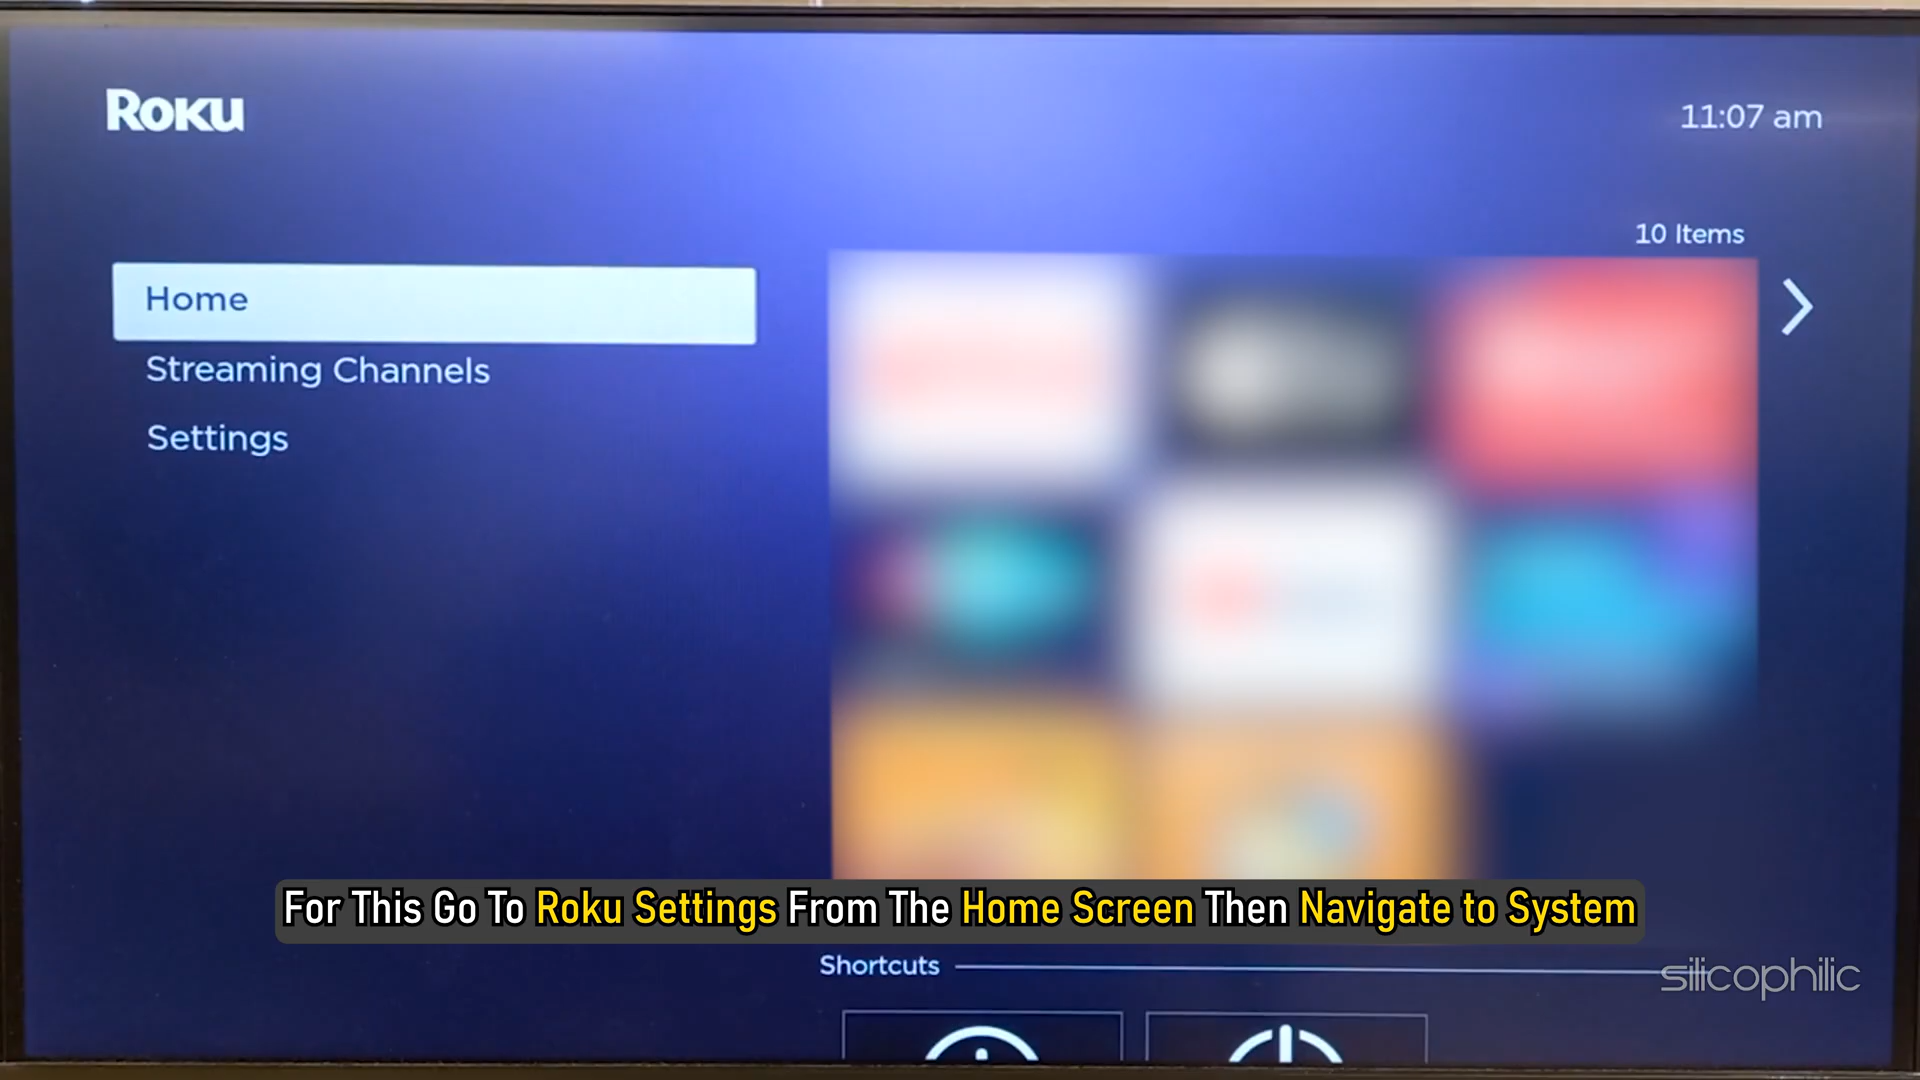 Roku
11:07 am
10 Items
Home
Streaming Channels
Settings
For This Go To Roku Settings From The Home Screen Then Navigate to System
Shortcuts
silicophilic